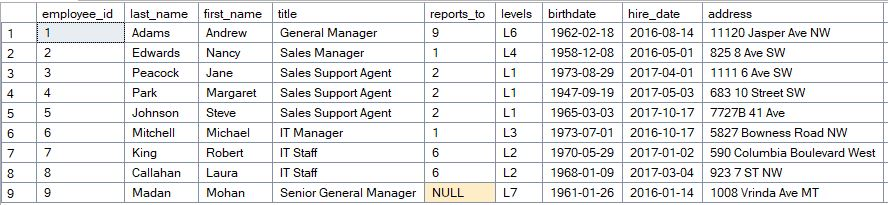 employee_id last_name first_name title reports_to levels birthdate hire_date address
1 1 Adams Andrew General Manager 9 L6 1962-02-18 2016-08-14 11120 Jasper Ave NW
2 2 Edwards Nancy Sales Manager 1 L4 1958-12-08 2016-05-01 825 8 Ave SW
3 3 Peacock Jane Sales Support Agent 2 L1 1973-08-29 2017-04-01 1111 6 Ave SW
4 4 Park Margaret Sales Support Agent 2 L1 1947-09-19 2017-05-03 683 10 Street SW
5 5 Johnson Steve Sales Support Agent 2 L1 1965-03-03 2017-10-17 7727B 41 Ave
6 6 Mitchell Michael IT Manager 1 L3 1973-07-01 2016-10-17 5827 Bowness Road NW
7 7 King Robert IT Staff 6 L2 1970-05-29 2017-01-02 590 Columbia Boulevard West
8 8 Callahan Laura IT Staff 6 L2 1968-01-09 2017-03-04 923 7 ST NW
9 9 Madan Mohan Senior General Manager NULL L7 1961-01-26 2016-01-14 1008 Vrinda Ave MT